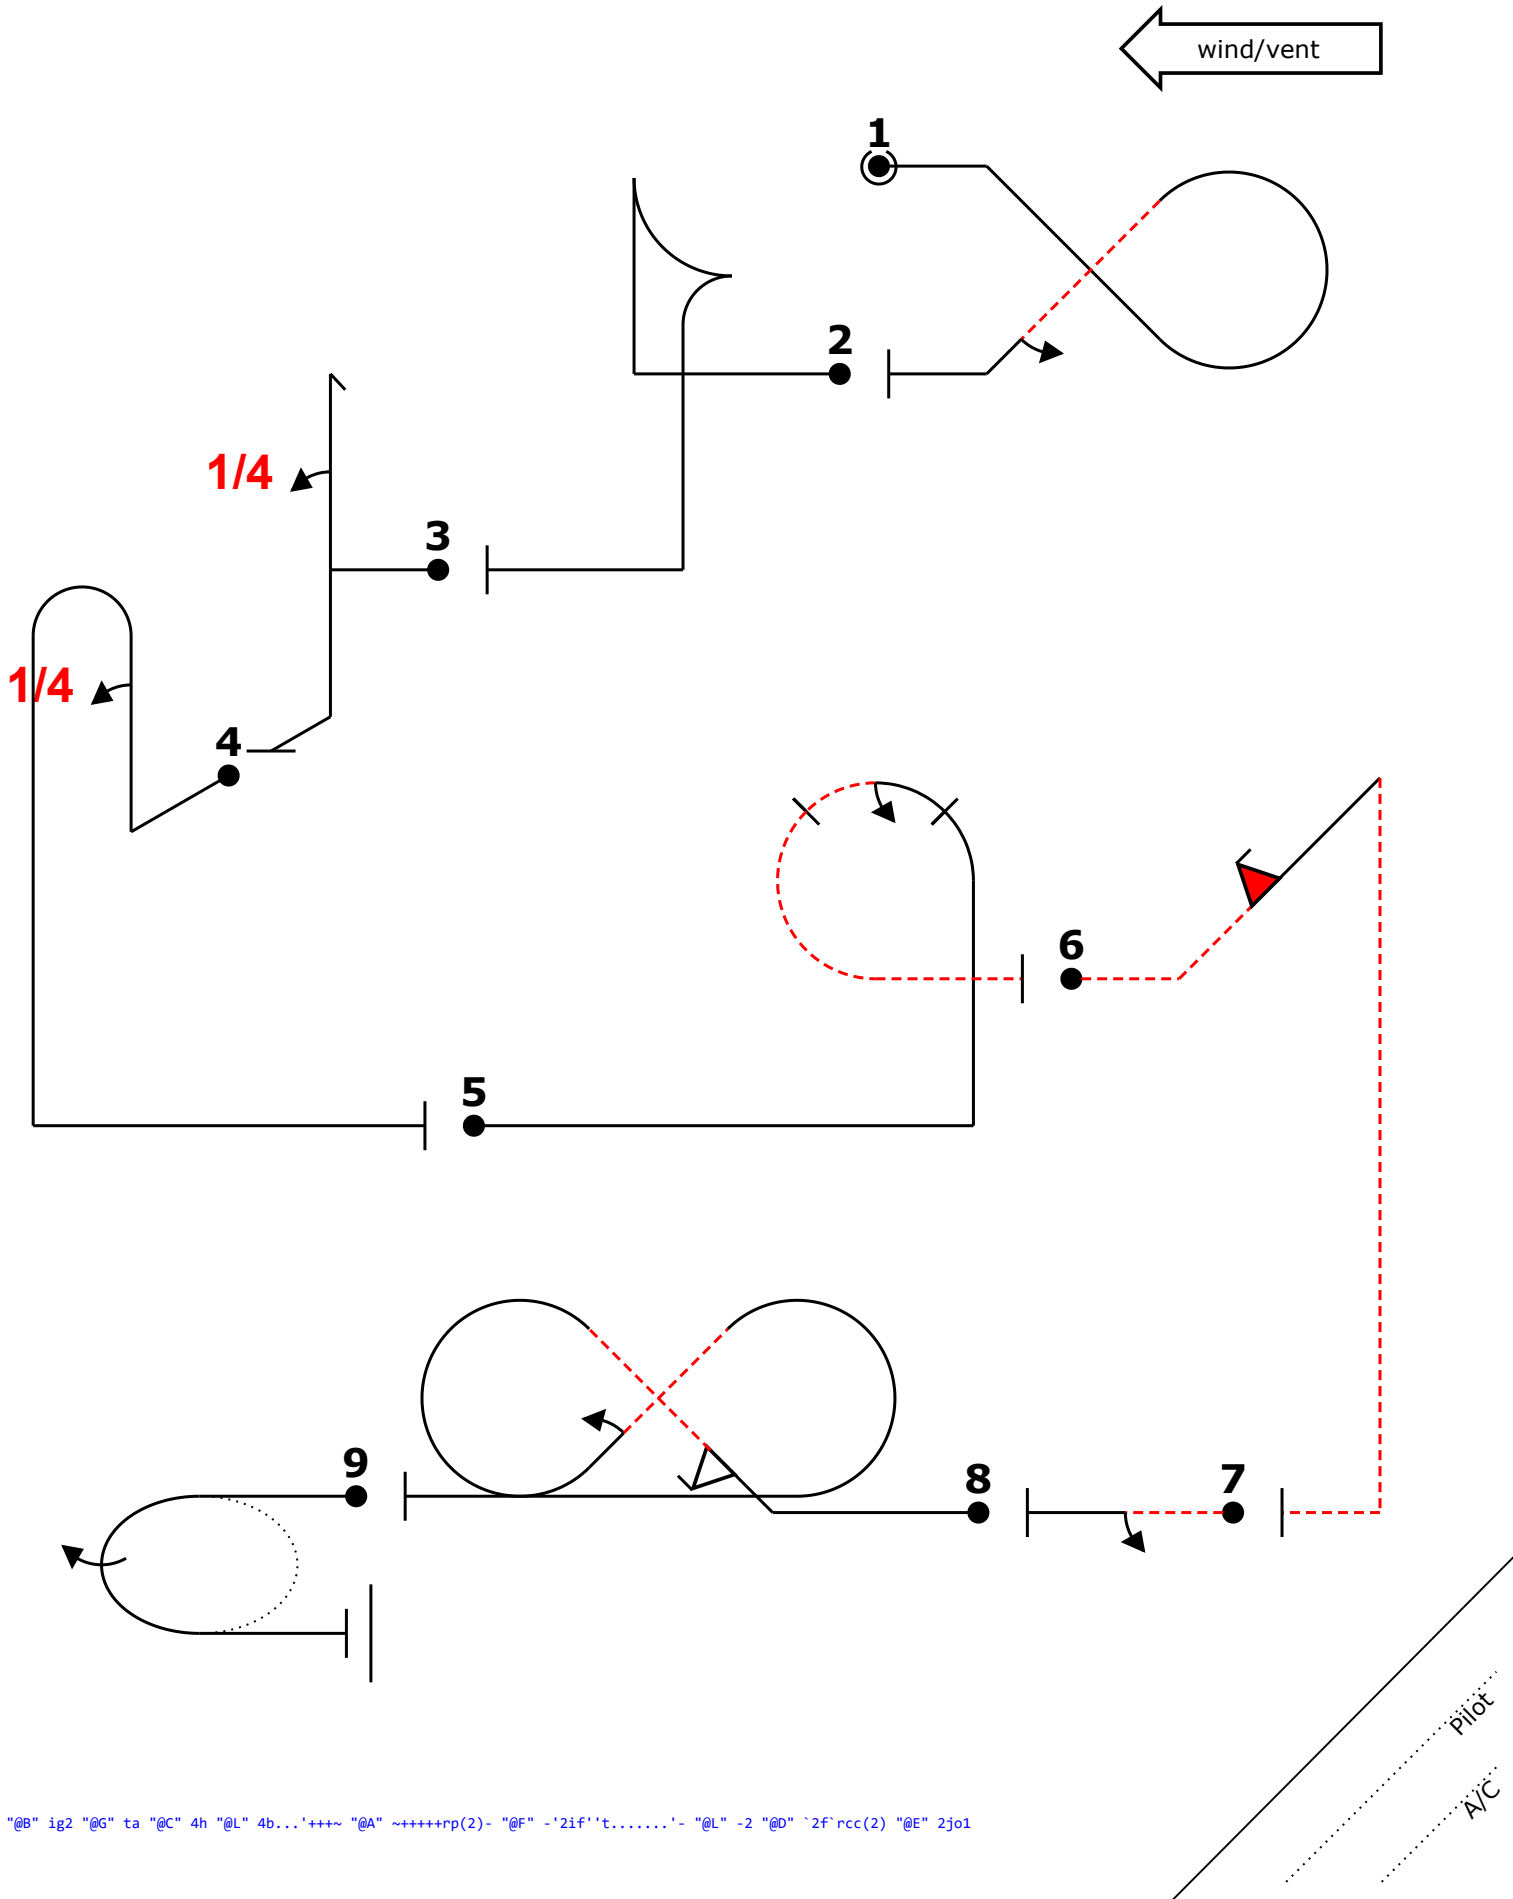 wind/vent
1
2
1/4
3
1/4
4
6
5
9
8
7
Pilot
A/C
"@B" ig2 "@G" ta "@C" 4h "@L" 4b...'+++~ "@A" ~+++++rp(2)- "@F" -'2if''t.......'- "@L" -2 "@D" `2f`rcc(2) "@E" 2jo1